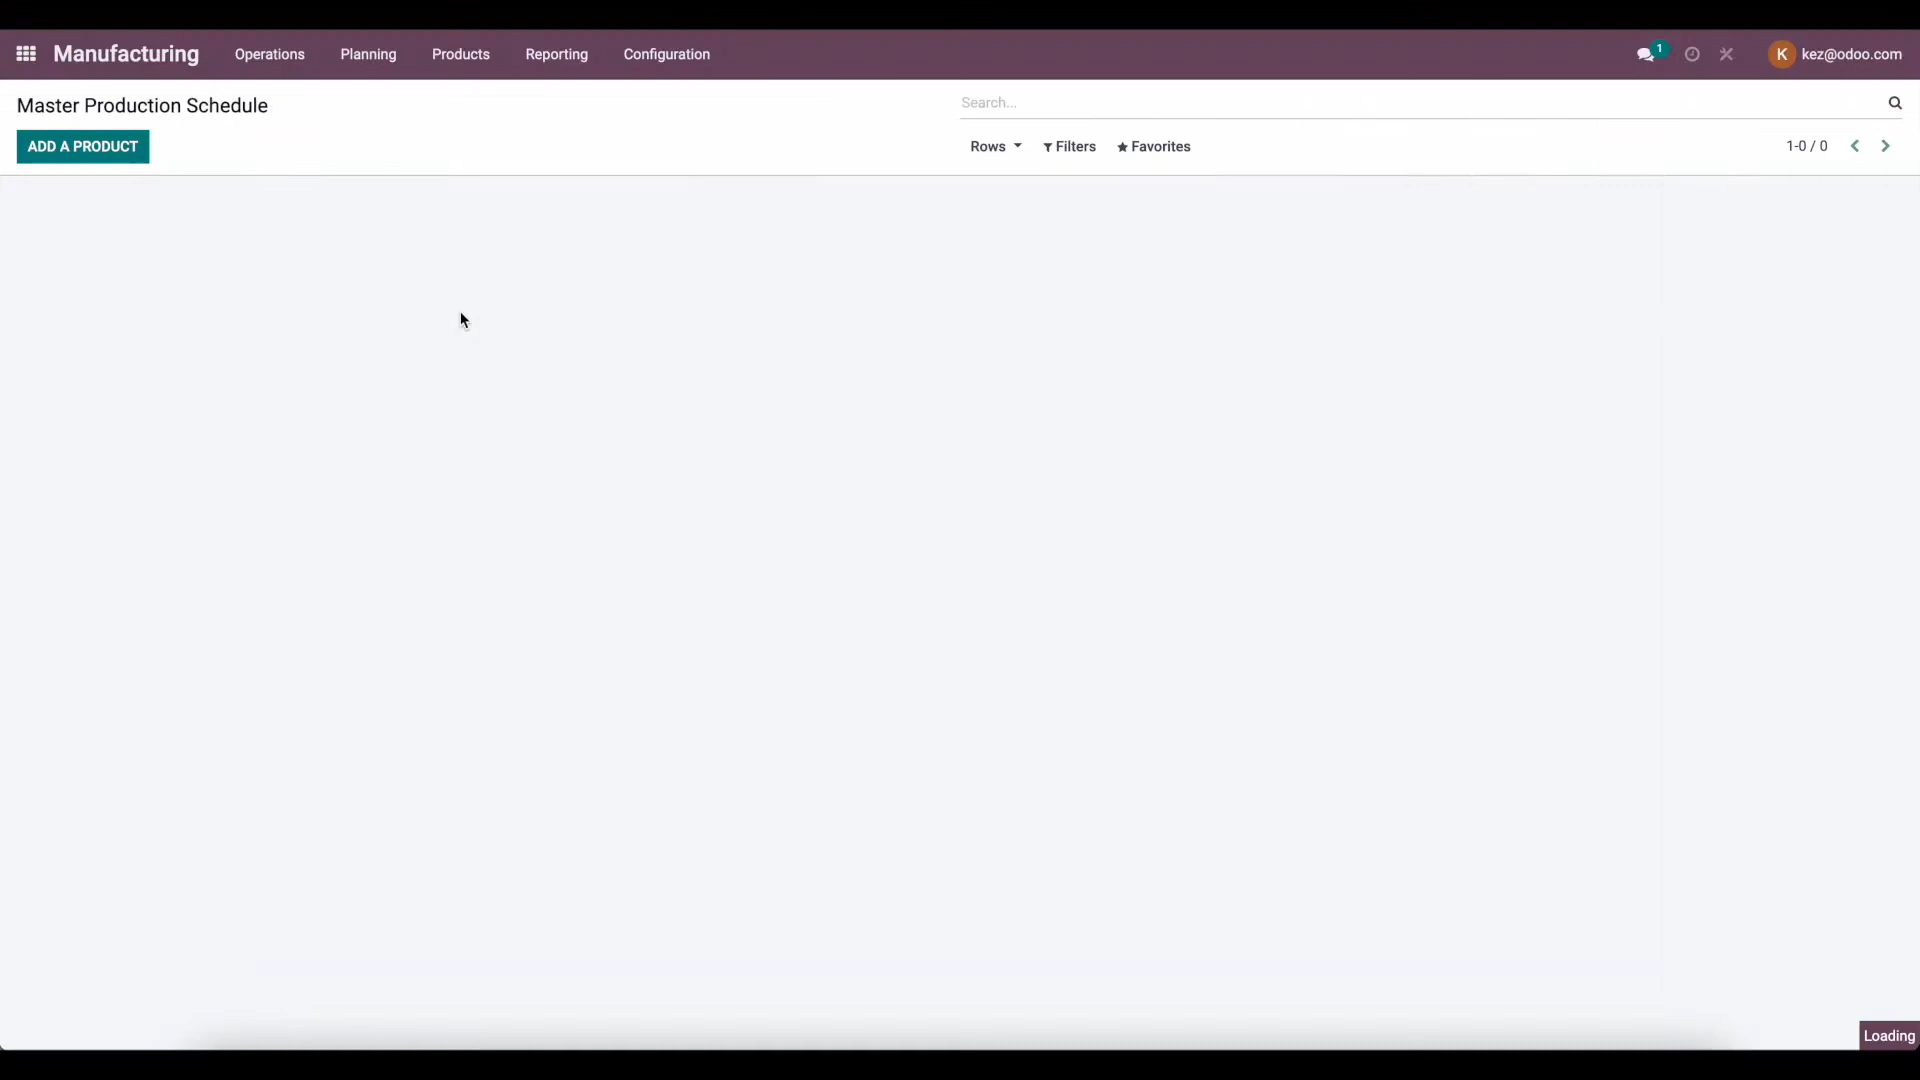 Manufacturing Operations Planning Products Reporting Configuration 1 K kez@odoo.com
Master Production Schedule
Search...
ADD A PRODUCT
Rows Filters Favorites 1-0 / 0
Loading